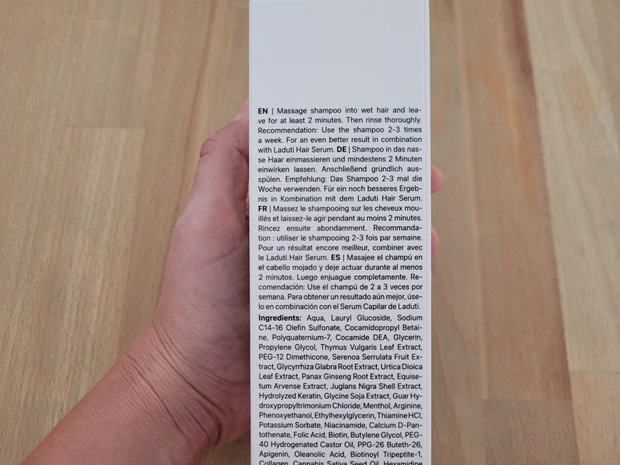 EN | Massage shampoo into wet hair and lea-
ve for at least 2 minutes. Then rinse thoroughly.
Recommendation: Use the shampoo 2-3 times
a week. For an even better result in combination
with Laduti Hair Serum. DE | Shampoo in das nas-
se Haar einmassieren und mindestens 2 Minuten
einwirken lassen. Anschließend gründlich aus-
spülen. Empfehlung: Das Shampoo 2-3 mal die
Woche verwenden. Für ein noch besseres Ergeb-
nis in Kombination mit dem Laduti Hair Serum.
FR | Massez le shampooing sur les cheveux mou-
illés et laissez-le agir pendant au moins 2 minutes.
Rincez ensuite abondamment. Recommanda-
tion : utiliser le shampooing 2-3 fois par semaine.
Pour un résultat encore meilleur, combiner avec
le Laduti Hair Serum. ES | Masajee el champú en
el cabello mojado y deje actuar durante al menos
2 minutos. Luego enjuague completamente. Re-
comendación: Use el champú de 2 a 3 veces por
semana. Para obtener un resultado aún mejor, úse-
lo en combinación con el Serum Capilar de Laduti.
Ingredients: Aqua, Lauryl Glucoside, Sodium
C14-16 Olefin Sulfonate, Cocamidopropyl Betai-
ne, Polyquaternium-7, Cocamide DEA, Glycerin,
Propylene Glycol, Thymus Vulgaris Leaf Extract,
PEG-12 Dimethicone, Serenoa Serrulata Fruit Ex-
tract, Glycyrrhiza Glabra Root Extract, Urtica Dioica
Leaf Extract, Panax Ginseng Root Extract, Equise-
tum Arvense Extract, Juglans Nigra Shell Extract,
Hydrolyzed Keratin, Glycine Soja Extract, Guar Hy-
droxypropyltrimonium Chloride, Menthol, Arginine,
Phenoxyethanol, Ethylhexylglycerin, Thiamine HCl,
Potassium Sorbate, Niacinamide, Calcium D-Pan-
tothenate, Folic Acid, Biotin, Butylene Glycol, PEG-
40 Hydrogenated Castor Oil, PPG-26 Buteth-26,
Apigenin, Oleanolic Acid, Biotinoyl Tripeptide-1,
Collagen, Cannabis Sativa Seed Oil, Hexamidine